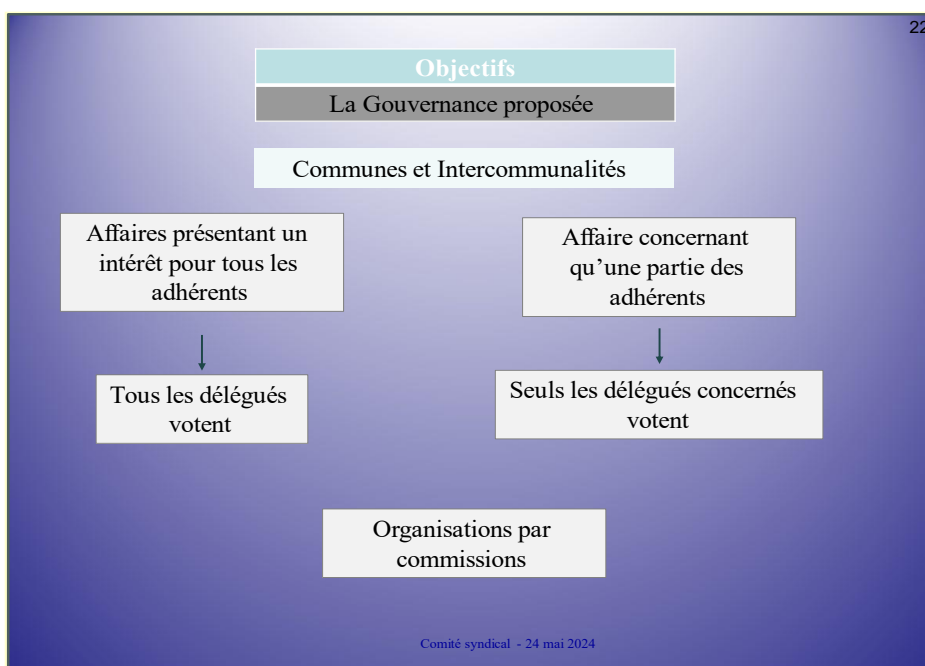 22
Objectifs
La Gouvernance proposée
Communes et Intercommunalités
Affaires présentant un
intérêt pour tous les
adhérents
Affaire concernant
qu’une partie des
adhérents
Tous les délégués
votent
Seuls les délégués concernés
votent
Organisations par
commissions
Comité syndical - 24 mai 2024